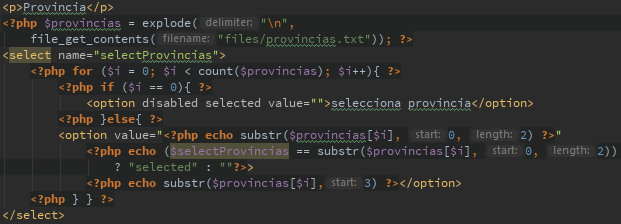 <p>Provincia</p>
<?php $provincias = explode( delimiter: "\n",
file_get_contents( filename: "files/provincias.txt")); ?>
<select name="selectProvincias">
<?php for ($i = 0; $i < count($provincias); $i++){ ?>
<?php if ($i == 0){ ?>
<option disabled selected value="">selecciona provincia</option>
<?php }else{ ?>
<option value="<?php echo substr($provincias[$i], start: 0, length: 2) ?>"
<?php echo ($selectProvincias == substr($provincias[$i], start: 0, length: 2))
? "selected" : ""?>>
<?php echo substr($provincias[$i], start: 3) ?></option>
<?php } } ?>
</select>